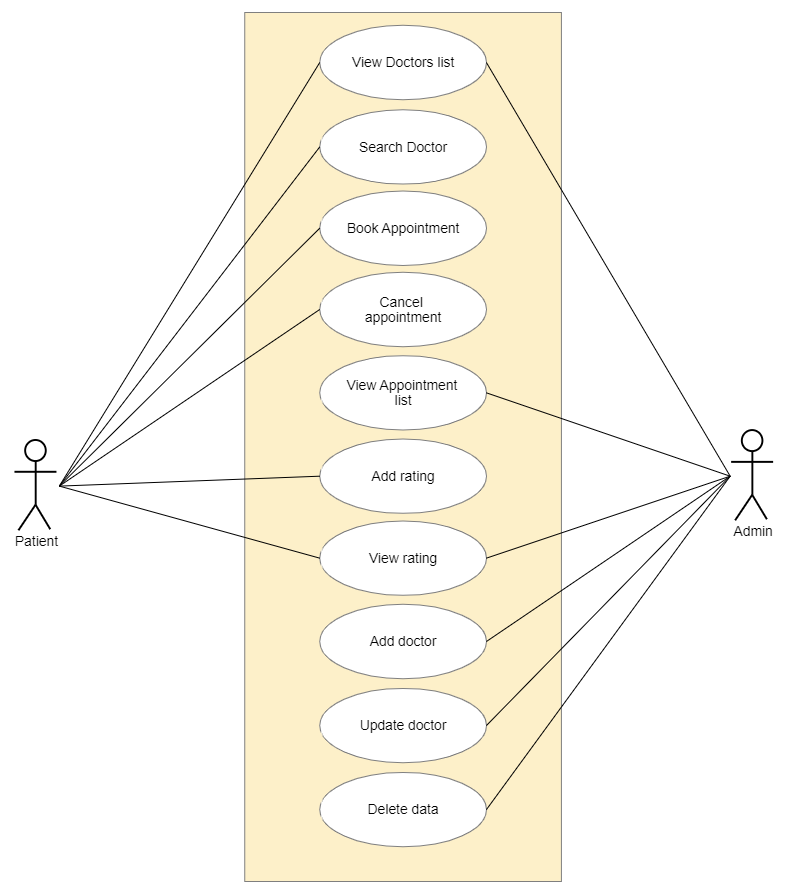 View Doctors list
Search Doctor
Book Appointment
Cancel
appointment
View Appointment
list
Add rating
View rating
Add doctor
Update doctor
Delete data
Patient
Admin